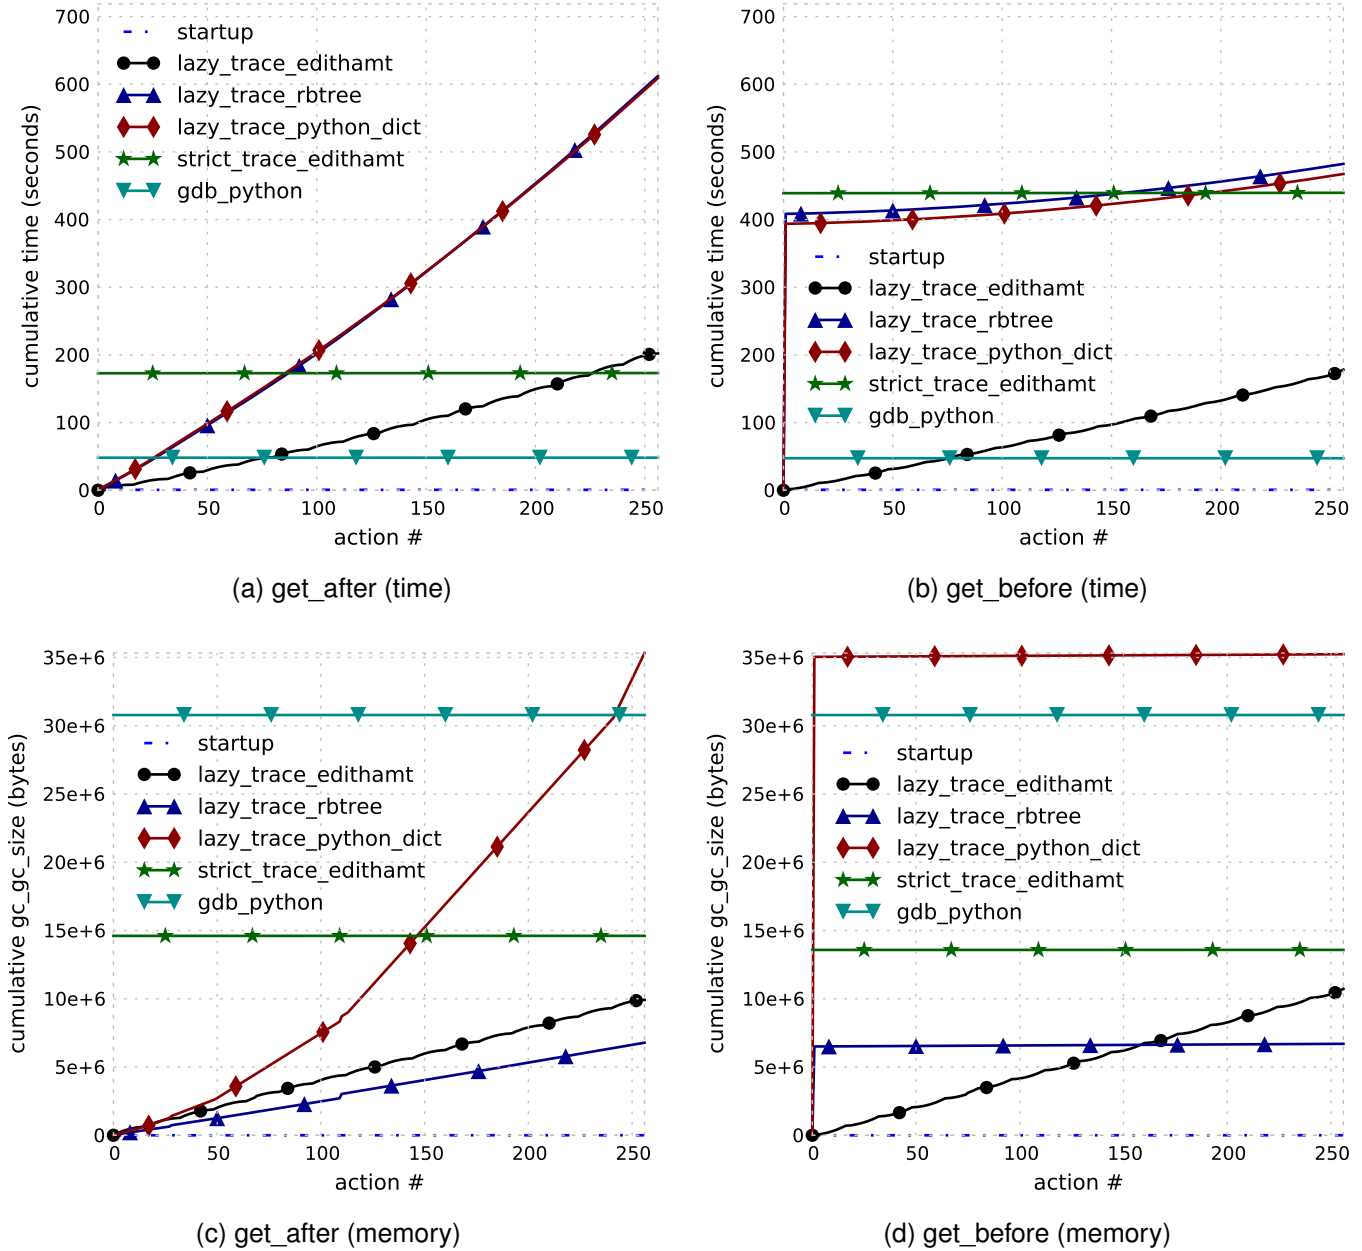 700
600
500
400
300
200
100
0
cumulative time (seconds)
startup
lazy_trace_edithamt
lazy_trace_rbtree
lazy_trace_python_dict
strict_trace_edithamt
gdb_python
0 50 100 150 200 250
action #
(a) get_after (time)
700
600
500
400
300
200
100
0
cumulative time (seconds)
startup
lazy_trace_edithamt
lazy_trace_rbtree
lazy_trace_python_dict
strict_trace_edithamt
gdb_python
0 50 100 150 200 250
action #
(b) get_before (time)
35e+6
30e+6
25e+6
20e+6
15e+6
10e+6
5e+6
0
cumulative gc_gc_size (bytes)
startup
lazy_trace_edithamt
lazy_trace_rbtree
lazy_trace_python_dict
strict_trace_edithamt
gdb_python
0 50 100 150 200 250
action #
(c) get_after (memory)
35e+6
30e+6
25e+6
20e+6
15e+6
10e+6
5e+6
0
cumulative gc_gc_size (bytes)
startup
lazy_trace_edithamt
lazy_trace_rbtree
lazy_trace_python_dict
strict_trace_edithamt
gdb_python
0 50 100 150 200 250
action #
(d) get_before (memory)